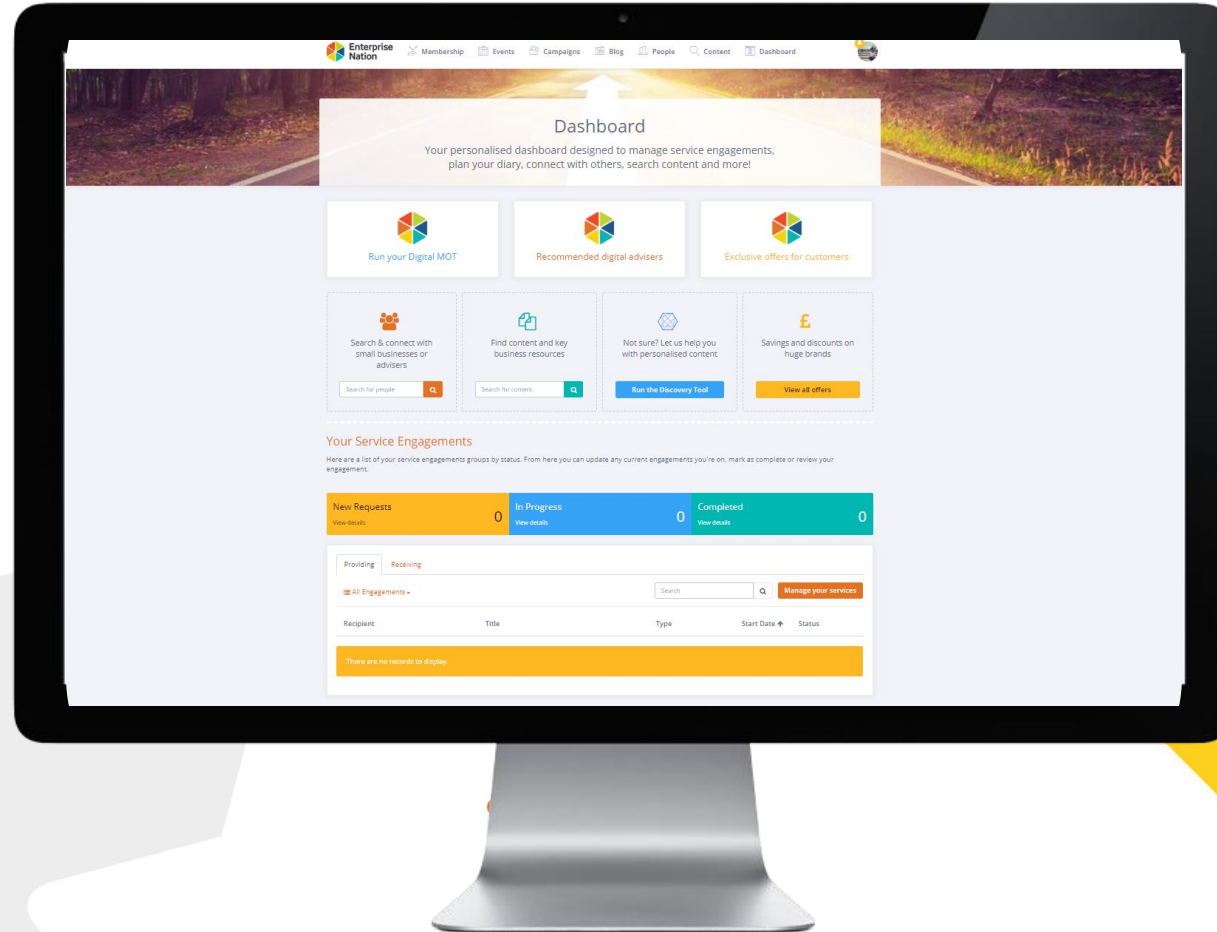 Enterprise
Nation
Membership
Events
Campaigns
Blog
People
Content
Dashboard
Dashboard
Your personalised dashboard designed to manage service engagements,
plan your diary, connect with others, search content and more!
Run your Digital MOT
Recommended digital advisers
Exclusive offers for customers
Search & connect with
small businesses or
advisers
Search for people
Find content and key
business resources
Search for content
Not sure? Let us help you
with personalised content
Run the Discovery Tool
£
Savings and discounts on
huge brands
View all offers
Your Service Engagements
Here are a list of your service engagements groups by status. From here you can update any current engagements you're on, mark as complete or review your
engagement.
New Requests
View details
0
In Progress
View details
0
Completed
View details
0
Providing
Receiving
All Engagements
Search
Manage your services
Recipient
Title
Type
Start Date
Status
There are no records to display.